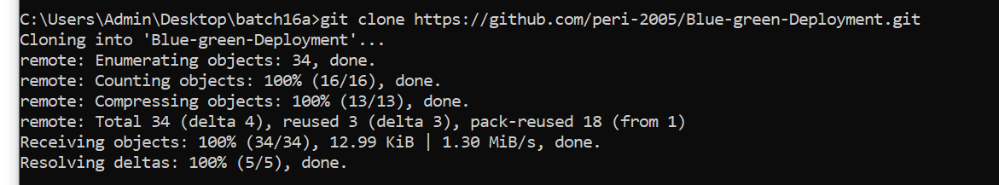 C:\Users\Admin\Desktop\batch16a>git clone https://github.com/peri-2005/Blue-green-Deployment.git
Cloning into 'Blue-green-Deployment'...
remote: Enumerating objects: 34, done.
remote: Counting objects: 100% (16/16), done.
remote: Compressing objects: 100% (13/13), done.
remote: Total 34 (delta 4), reused 3 (delta 3), pack-reused 18 (from 1)
Receiving objects: 100% (34/34), 12.99 KiB | 1.30 MiB/s, done.
Resolving deltas: 100% (5/5), done.